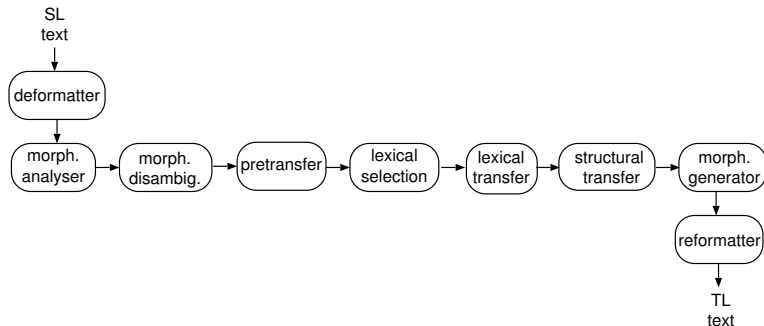 SL
text
deformatter
morph.
analyser
morph.
disambig.
pretransfer
lexical
selection
lexical
transfer
structural
transfer
morph.
generator
reformatter
TL
text